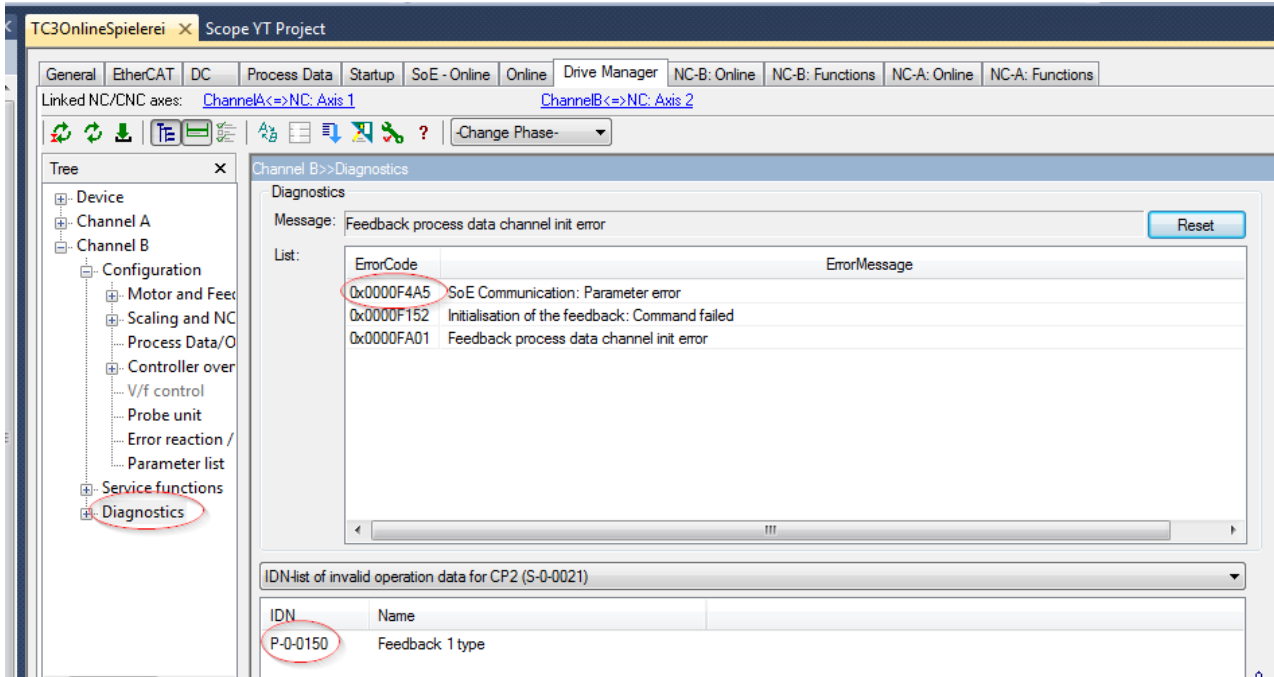 TC3OnlineSpielerei Scope YT Project
General EtherCAT DC Process Data Startup SoE - Online Online Drive Manager NC-B: Online NC-B: Functions NC-A: Online NC-A: Functions
Linked NC/CNC axes: ChannelA<=>NC: Axis 1 ChannelB<=>NC: Axis 2
? -Change Phase-
Tree
Device
Channel A
Channel B
Configuration
Motor and Feed
Scaling and NC
Process Data/O
Controller over
V/f control
Probe unit
Error reaction /
Parameter list
Service functions
Diagnostics
Channel B>>Diagnostics
Diagnostics
Message: Feedback process data channel init error Reset
List:
ErrorCode ErrorMessage
0x0000F4A5 SoE Communication: Parameter error
0x0000F152 Initialisation of the feedback: Command failed
0x0000FA01 Feedback process data channel init error
IDN-list of invalid operation data for CP2 (S-0-0021)
IDN Name
P-0-0150 Feedback 1 type